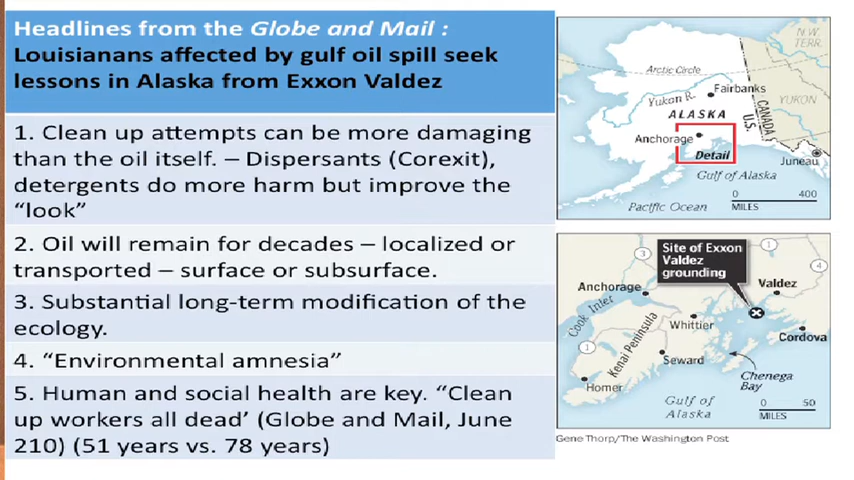 Headlines from the Globe and Mail :
Louisianans affected by gulf oil spill seek
lessons in Alaska from Exxon Valdez
1. Clean up attempts can be more damaging
than the oil itself. – Dispersants (Corexit),
detergents do more harm but improve the
“look”
2. Oil will remain for decades – localized or
transported – surface or subsurface.
3. Substantial long-term modification of the
ecology.
4. “Environmental amnesia”
5. Human and social health are key. “Clean
up workers all dead’ (Globe and Mail, June
210) (51 years vs. 78 years)
N.W.
TERR.
Arctic Circle
Fairbanks
Yukon R.
YUKON
ALASKA
CANADA
U.S.
Anchorage
Detail
Juneau
Gulf of Alaska
0 400
MILES
Pacific Ocean
Site of Exxon
Valdez
grounding
1
3
4
Anchorage
Valdez
Cook Inter
Whittier
Cordova
Kenai Peninsula
1
Seward
Chenega
Bay
Homer
Gulf of
Alaska
0 50
MILES
Gene Thorp/The Washington Post